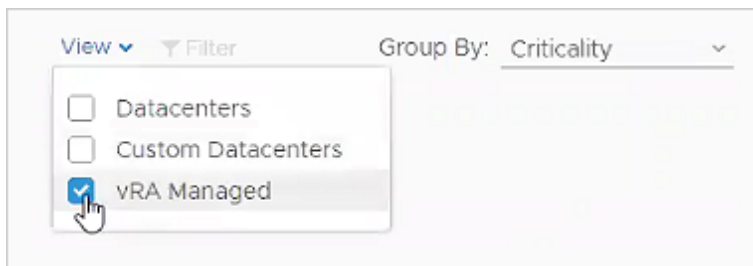 View Filter Group By: Criticality
Datacenters
Custom Datacenters
vRA Managed